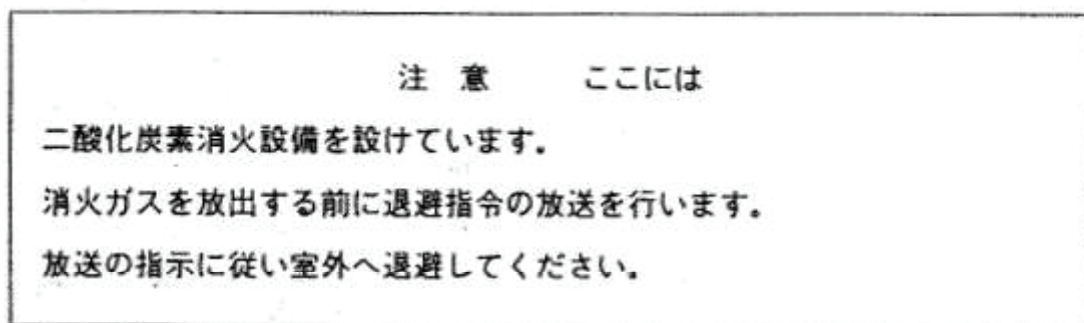 注 意　　ここには
二酸化炭素消火設備を設けています。
消火ガスを放出する前に退避指令の放送を行います。
放送の指示に従い室外へ退避してください。